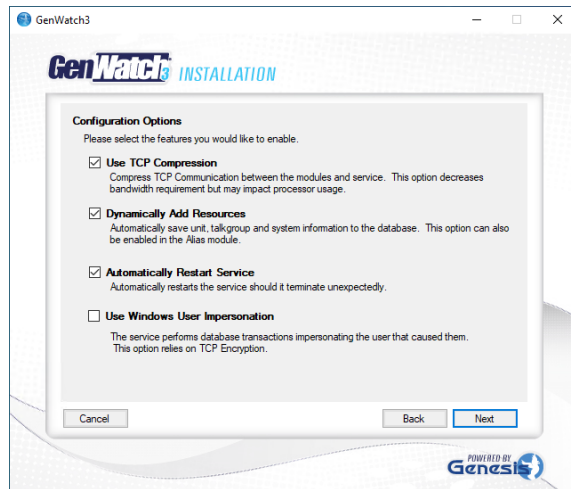 GenWatch3
GenWatch3 INSTALLATION
Configuration Options
Please select the features you would like to enable.
Use TCP Compression
Compress TCP Communication between the modules and service. This option decreases
bandwidth requirement but may impact processor usage.
Dynamically Add Resources
Automatically save unit, talkgroup and system information to the database. This option can also
be enabled in the Alias module.
Automatically Restart Service
Automatically restarts the service should it terminate unexpectedly.
Use Windows User Impersonation
The service performs database transactions impersonating the user that caused them.
This option relies on TCP Encryption.
Cancel Back Next
POWERED BY
Genesis